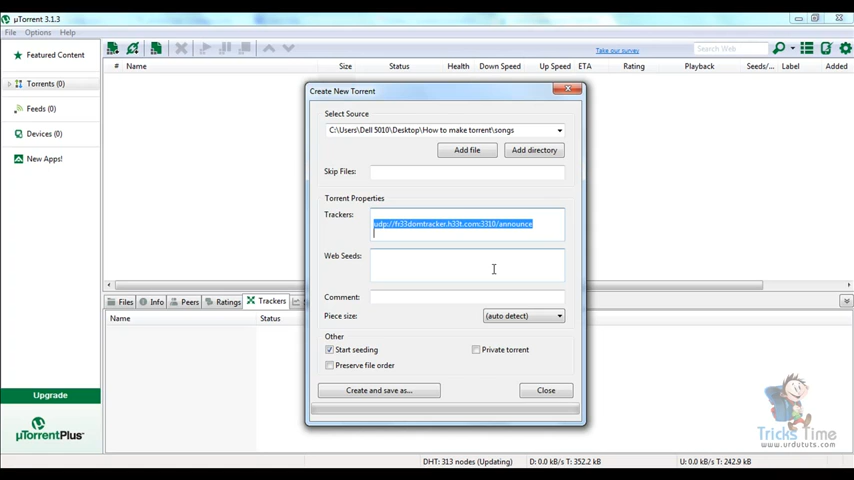 µTorrent 3.1.3
File Options Help
Featured Content
Take our survey
Search Web
Torrents (0)
# Name Size Status Health Down Speed Up Speed ETA Rating Playback Seeds/... Label Added
Create New Torrent
Select Source
Feeds (0)
C:\Users\Dell 5010\Desktop\How to make torrent\songs
Devices (0)
Add file Add directory
New Apps!
Skip Files:
Torrent Properties
Trackers:
udp://fr33domtracker.h33t.com:3310/announce
Web Seeds:
Files Info Peers Ratings Trackers
Comment:
Name Status
Piece size: (auto detect)
Other
Start seeding Private torrent
Preserve file order
Create and save as... Close
Upgrade
µTorrentPlus
Tricks Time
www.urdututs.com
DHT: 313 nodes (Updating) D: 0.0 kB/s T: 352.2 kB U: 0.0 kB/s T: 242.9 kB